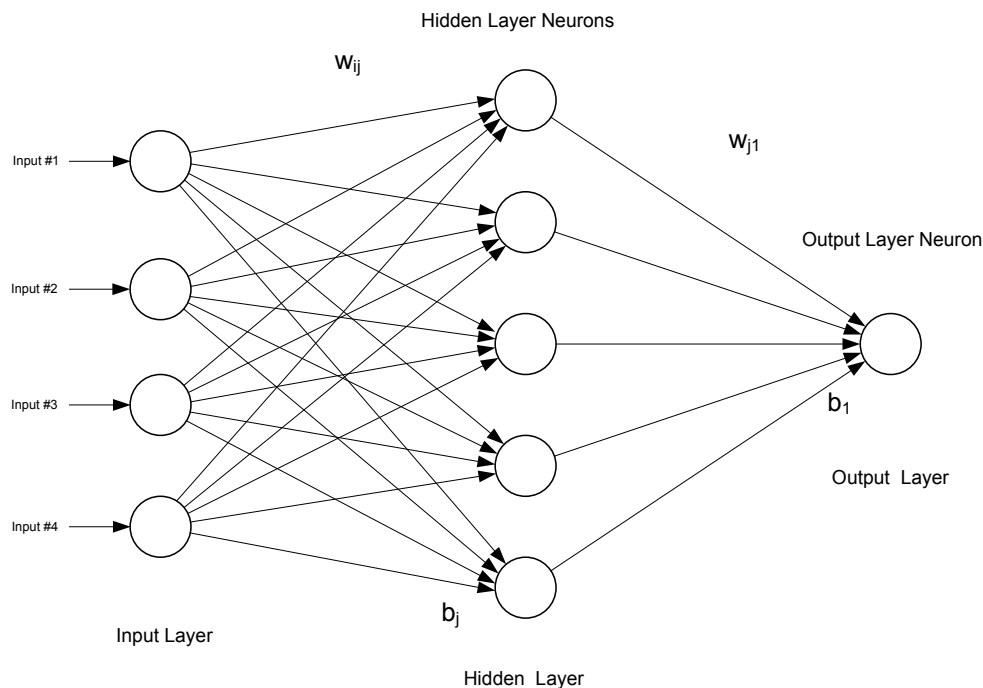 Hidden Layer Neurons
wij
wj1
Input #1
Output Layer Neuron
Input #2
Input #3
b1
Output Layer
Input #4
bj
Input Layer
Hidden Layer